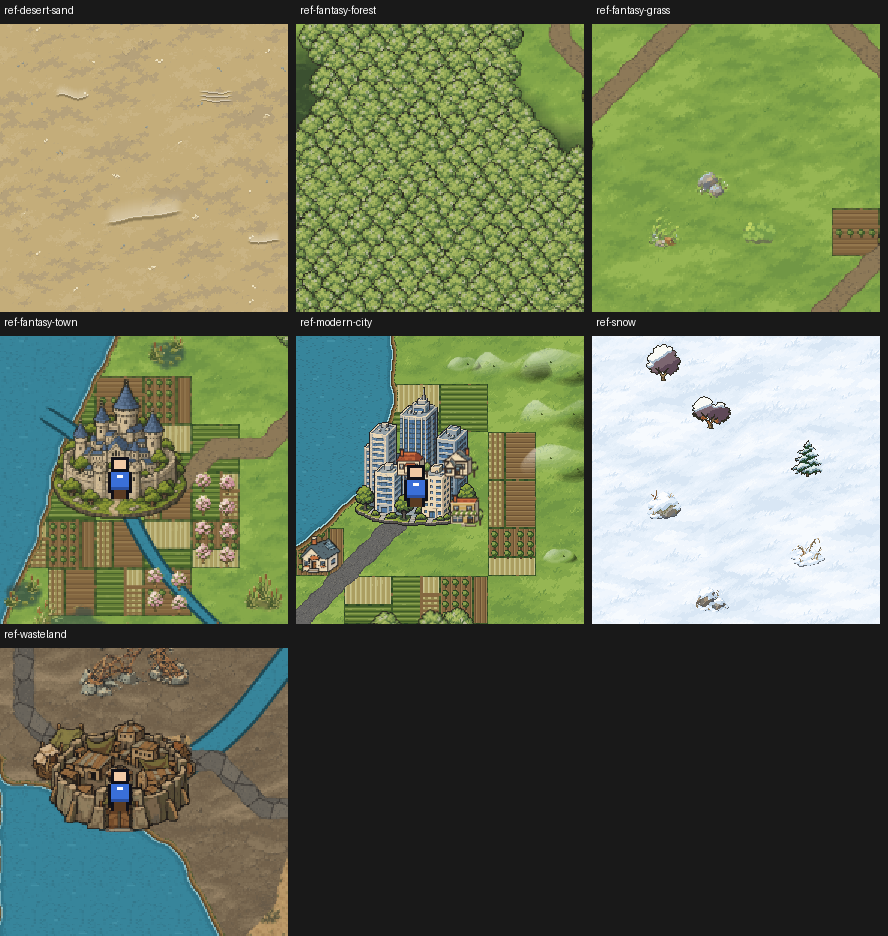 ref-desert-sand
ref-fantasy-forest
ref-fantasy-grass
ref-fantasy-town
ref-modern-city
ref-snow
ref-wasteland